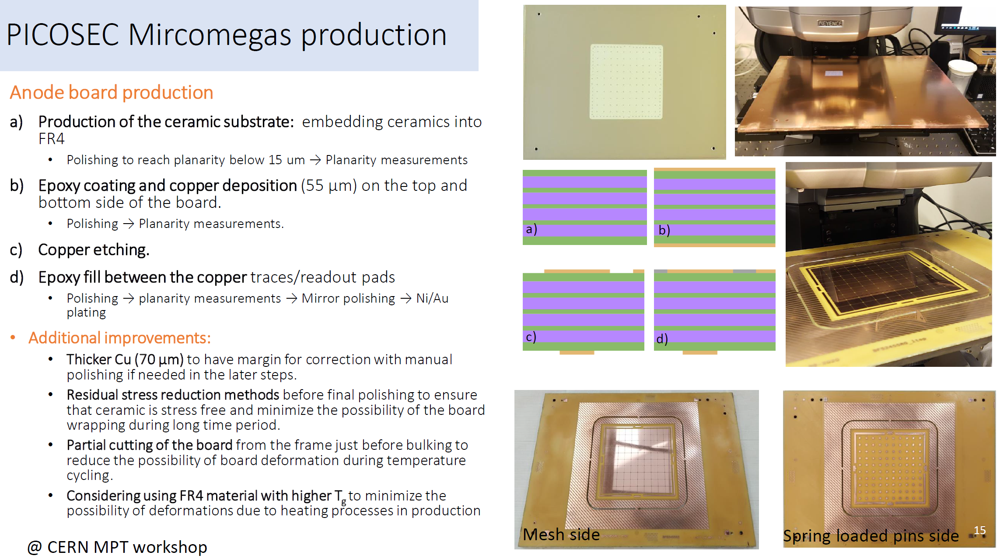 PICOSEC Mircomegas production
Anode board production
a) Production of the ceramic substrate: embedding ceramics into
FR4
• Polishing to reach planarity below 15 um → Planarity measurements
b) Epoxy coating and copper deposition (55 µm) on the top and
bottom side of the board.
• Polishing → Planarity measurements.
c) Copper etching.
d) Epoxy fill between the copper traces/readout pads
• Polishing → planarity measurements → Mirror polishing → Ni/Au
plating
• Additional improvements:
• Thicker Cu (70 µm) to have margin for correction with manual
polishing if needed in the later steps.
• Residual stress reduction methods before final polishing to ensure
that ceramic is stress free and minimize the possibility of the board
wrapping during long time period.
• Partial cutting of the board from the frame just before bulking to
reduce the possibility of board deformation during temperature
cycling.
• Considering using FR4 material with higher Tg to minimize the
possibility of deformations due to heating processes in production
@ CERN MPT workshop
KEYENCE
a)
b)
c)
d)
Mesh side
Spring loaded pins side
15